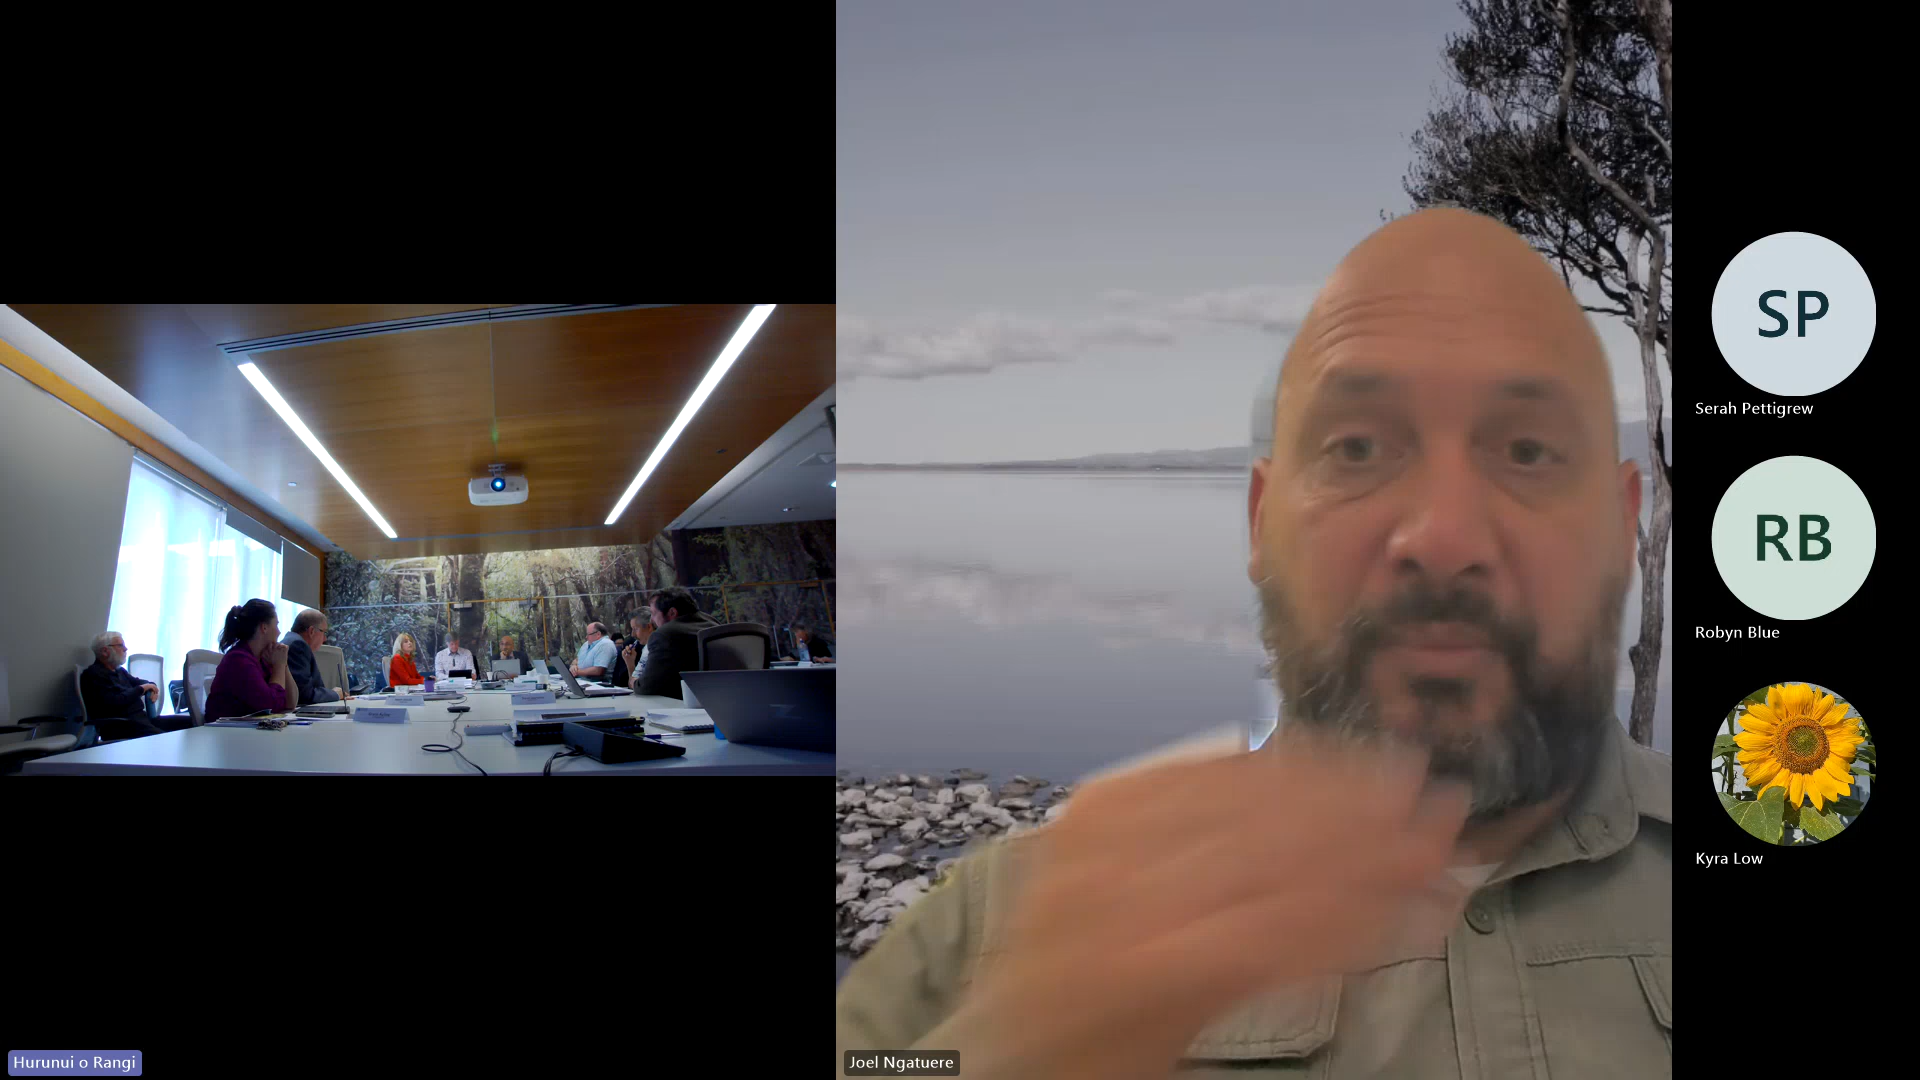 Hurunui o Rangi
Joel Ngatuere
SP
Serah Pettigrew
RB
Robyn Blue
Kyra Low